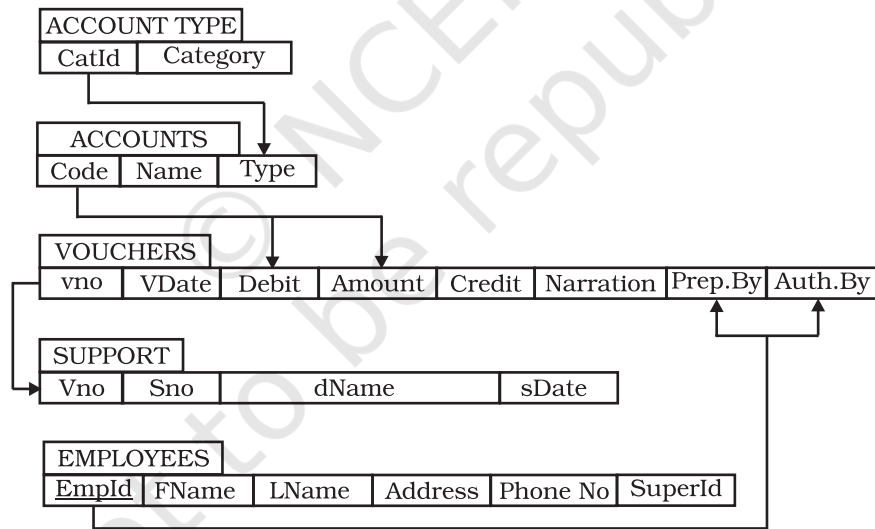 ACCOUNT TYPE
CatId Category
ACCOUNTS
Code Name Type
VOUCHERS
vno VDate Debit Amount Credit Narration Prep.By Auth.By
SUPPORT
Vno Sno dName sDate
EMPLOYEES
EmpId FName LName Address Phone No SuperId